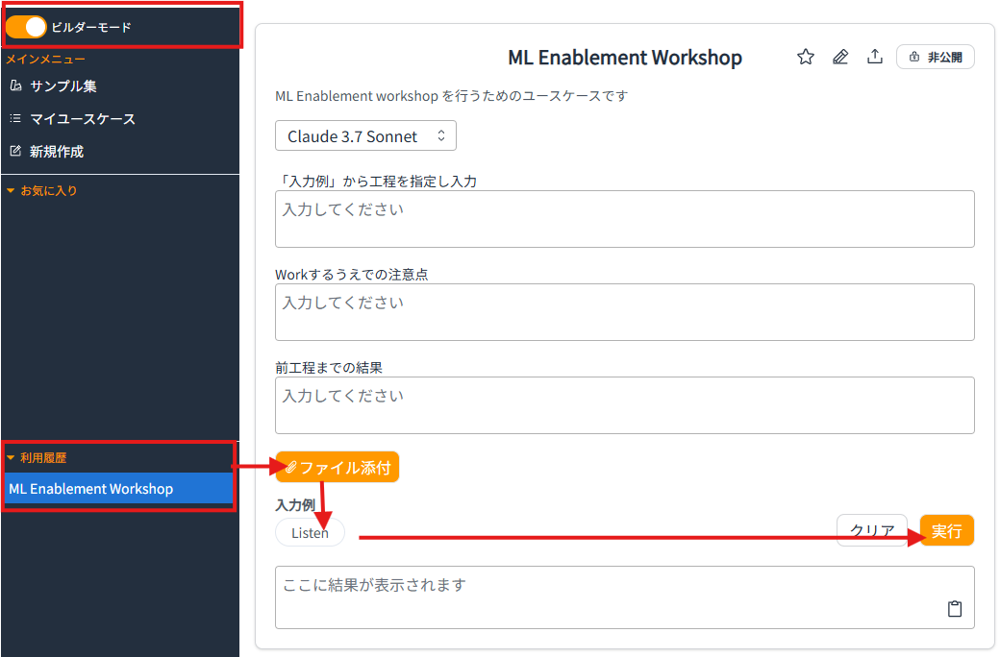 ビルダーモード
メインメニュー
サンプル集
マイユースケース
新規作成
お気に入り
利用履歴
ML Enablement Workshop
ML Enablement Workshop
非公開
ML Enablement workshop を行うためのユースケースです
Claude 3.7 Sonnet
「入力例」から工程を指定し入力
入力してください
Workするうえでの注意点
入力してください
前工程までの結果
入力してください
ファイル添付
入力例
Listen
クリア
実行
ここに結果が表示されます